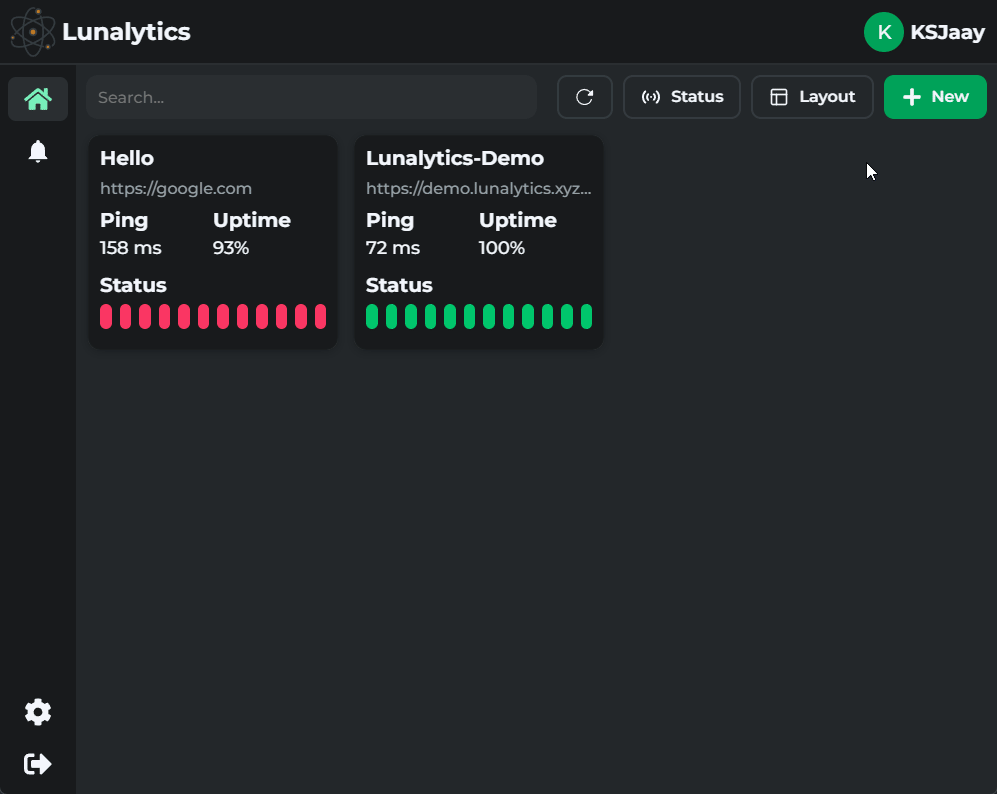 Lunalytics
K KSJaay
Search...
Status
Layout
New
Hello
https://google.com
Ping Uptime
158 ms 93%
Status
Lunalytics-Demo
https://demo.lunalytics.xyz...
Ping Uptime
72 ms 100%
Status